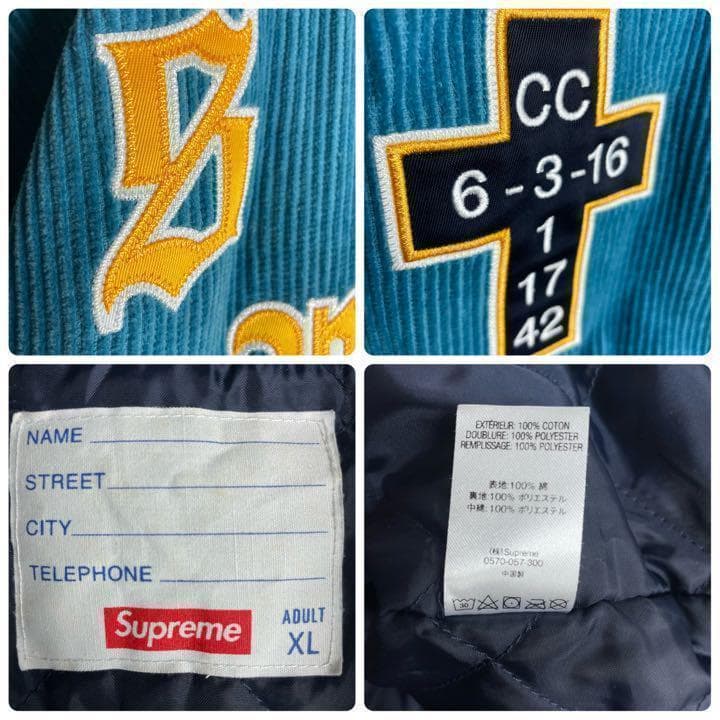 S
CC
6-3-16
1
17
42
NAME
STREET
CITY
TELEPHONE
Supreme
ADULT
XL
EXTÉRIEUR: 100% COTON
DOUBLURE: 100% POLYESTER
REMPLISSAGE: 100% POLYESTER
表地:100% 綿
裏地:100% ポリエステル
中綿:100% ポリエステル
(株)Supreme
0570-057-300
中国製
30